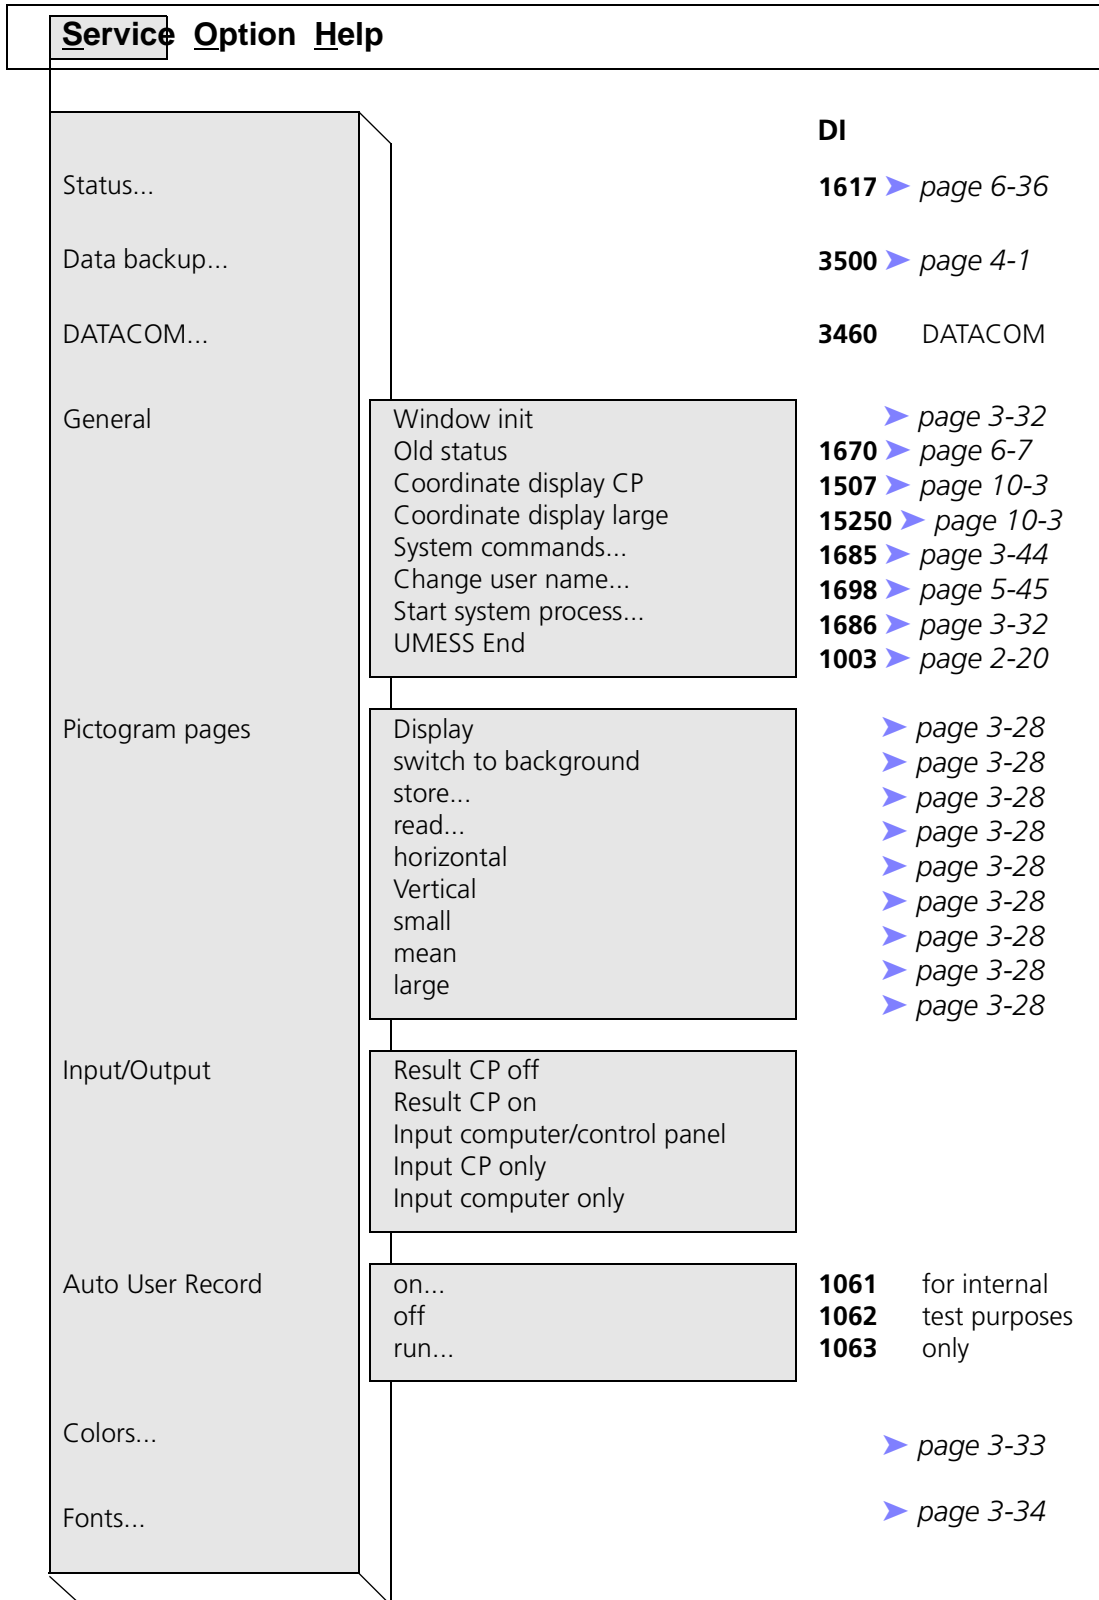 Service Option Help
DI
Status... 1617 ➤ page 6-36
Data backup... 3500 ➤ page 4-1
DATACOM... 3460 DATACOM
General Window init ➤ page 3-32
Old status 1670 ➤ page 6-7
Coordinate display CP 1507 ➤ page 10-3
Coordinate display large 15250 ➤ page 10-3
System commands... 1685 ➤ page 3-44
Change user name... 1698 ➤ page 5-45
Start system process... 1686 ➤ page 3-32
UMESS End 1003 ➤ page 2-20
Pictogram pages Display ➤ page 3-28
switch to background ➤ page 3-28
store... ➤ page 3-28
read... ➤ page 3-28
horizontal ➤ page 3-28
Vertical ➤ page 3-28
small ➤ page 3-28
mean ➤ page 3-28
large ➤ page 3-28
Input/Output Result CP off
Result CP on
Input computer/control panel
Input CP only
Input computer only
Auto User Record on... 1061 for internal
off 1062 test purposes
run... 1063 only
Colors... ➤ page 3-33
Fonts... ➤ page 3-34